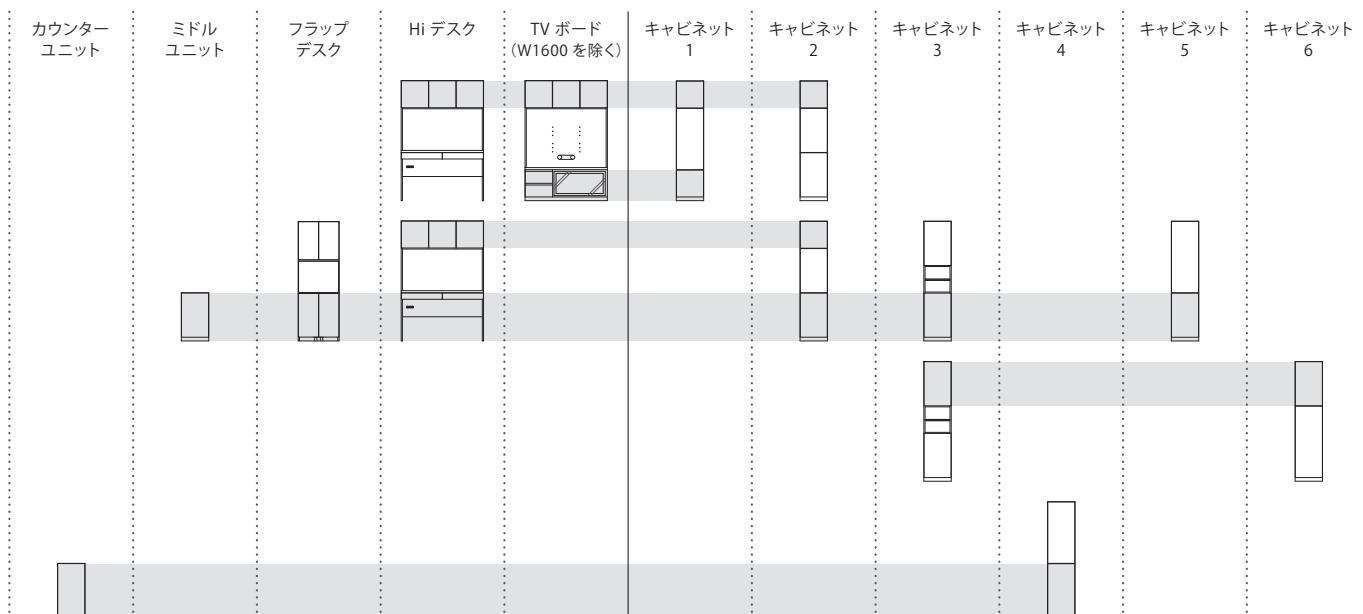 カウンター
ユニット
ミドル
ユニット
フラップ
デスク
Hi デスク
TV ボード
（W1600 を除く）
キャビネット
1
キャビネット
2
キャビネット
3
キャビネット
4
キャビネット
5
キャビネット
6